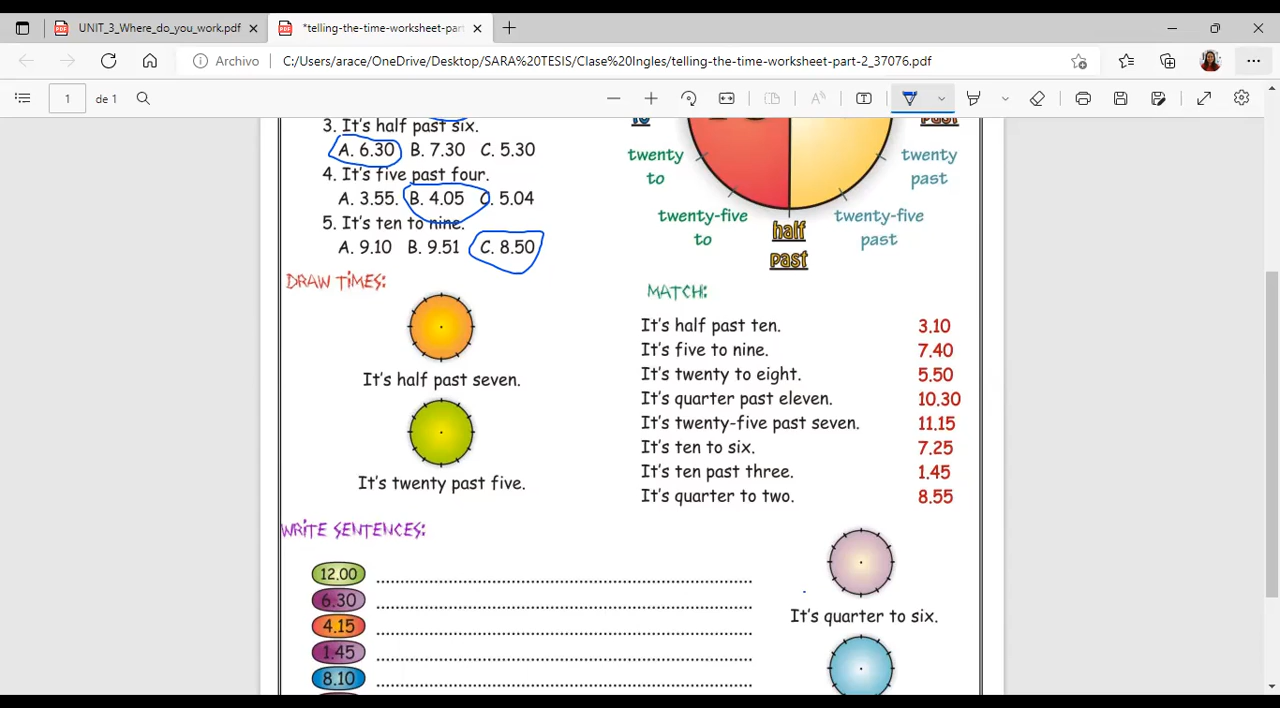 UNIT_3_Where_do_you_work.pdf
*telling-the-time-worksheet-part
Archivo
C:/Users/arace/OneDrive/Desktop/SARA%20TESIS/Clase%20Ingles/telling-the-time-worksheet-part-2_37076.pdf
1 de 1
3. It's half past six.
A. 6.30 B. 7.30 C. 5.30
4. It's five past four.
A. 3.55. B. 4.05 C. 5.04
5. It's ten to nine.
A. 9.10 B. 9.51 C. 8.50
to
past
twenty
to
twenty
past
twenty-five
to
half
past
twenty-five
past
DRAW TIMES:
It's half past seven.
It's twenty past five.
MATCH:
It's half past ten. 3.10
It's five to nine. 7.40
It's twenty to eight. 5.50
It's quarter past eleven. 10.30
It's twenty-five past seven. 11.15
It's ten to six. 7.25
It's ten past three. 1.45
It's quarter to two. 8.55
WRITE SENTENCES:
12.00 ........................................................................
6.30 ........................................................................
4.15 ........................................................................
1.45 ........................................................................
8.10 ........................................................................
It's quarter to six.